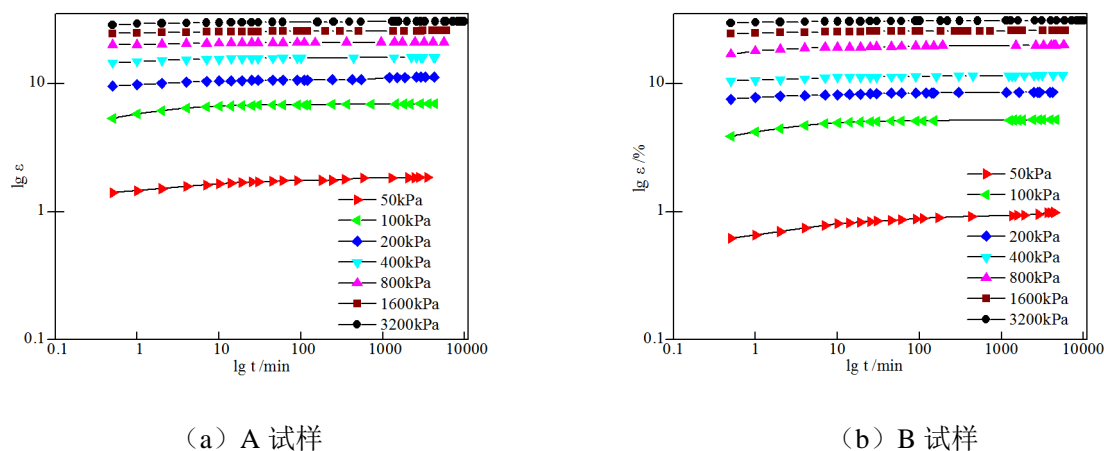 10
1
0.1
lg ε
0.1
1
10
100
1000
10000
lg t /min
50kPa
100kPa
200kPa
400kPa
800kPa
1600kPa
3200kPa
(a)A 试样
10
1
0.1
lg ε /%
0.1
1
10
100
1000
10000
lg t /min
50kPa
100kPa
200kPa
400kPa
800kPa
1600kPa
3200kPa
(b)B 试样